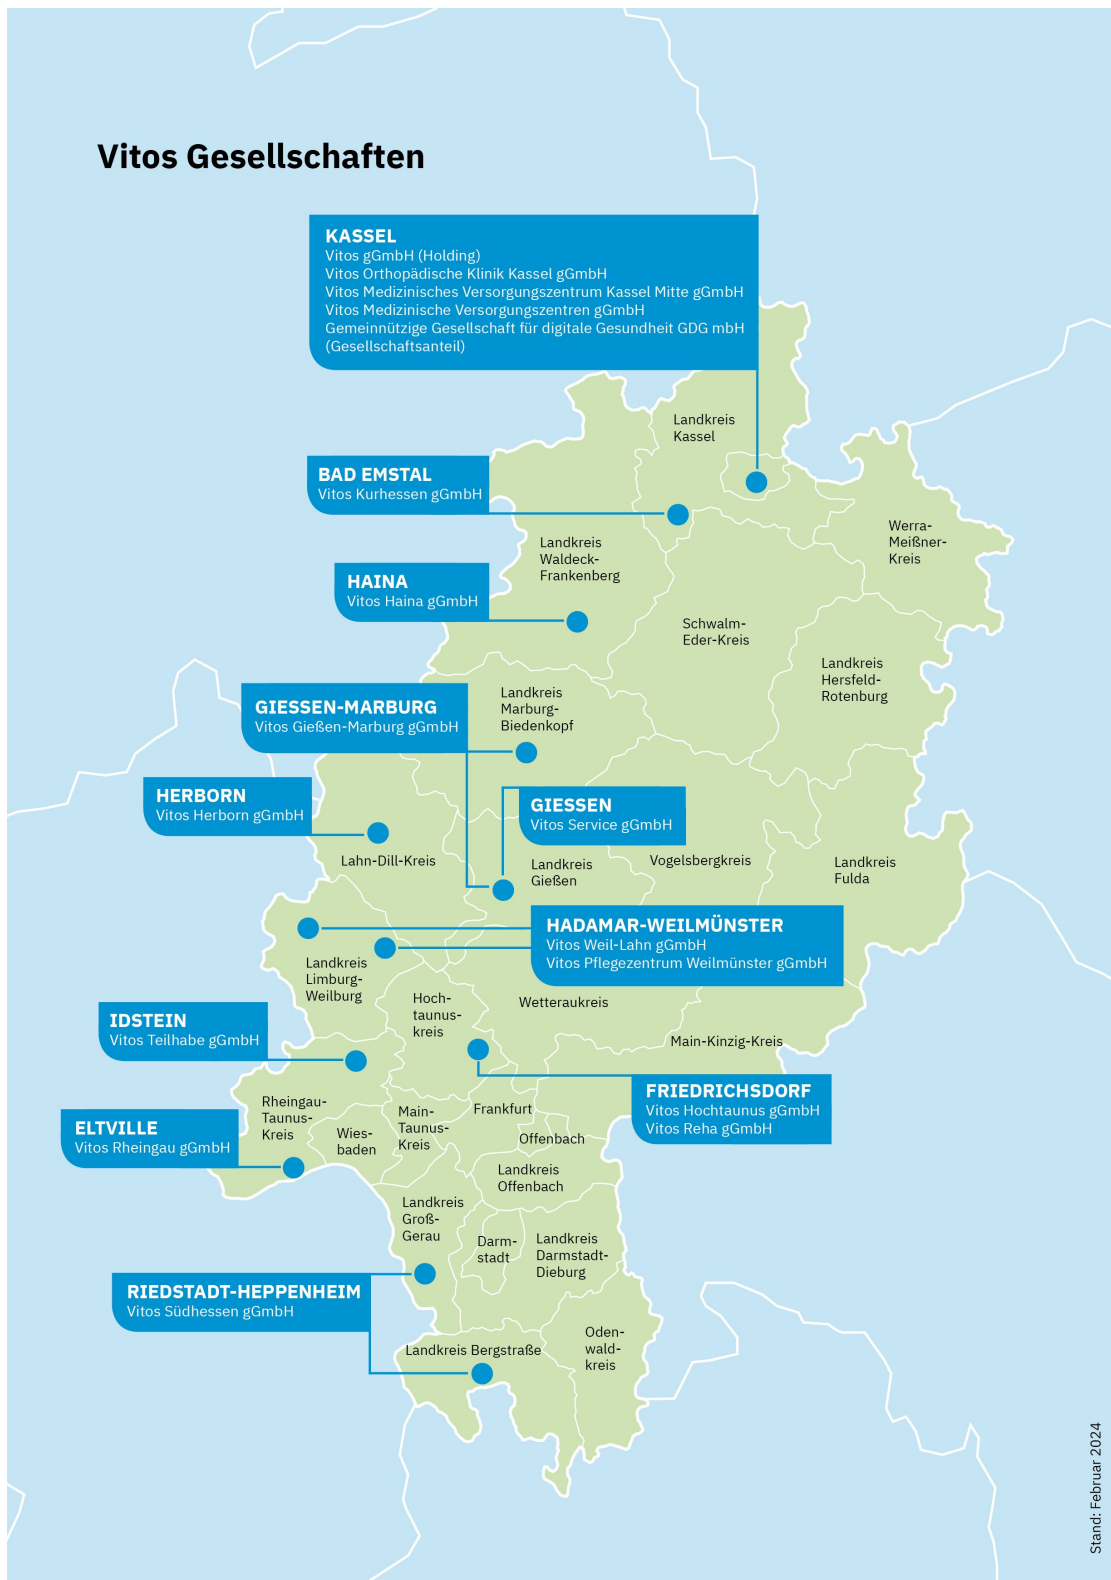 Vitos Gesellschaften
KASSEL
Vitos gGmbH (Holding)
Vitos Orthopädische Klinik Kassel gGmbH
Vitos Medizinisches Versorgungszentrum Kassel Mitte gGmbH
Vitos Medizinische Versorgungszentren gGmbH
Gemeinnützige Gesellschaft für digitale Gesundheit GDG mbH
(Gesellschaftsanteil)
Landkreis
Kassel
BAD EMSTAL
Vitos Kurhessen gGmbH
Werra-
Meißner-
Kreis
Landkreis
Waldeck-
Frankenberg
HAINA
Vitos Haina gGmbH
Schwalm-
Eder-Kreis
Landkreis
Hersfeld-
Rotenburg
GIESSEN-MARBURG
Vitos Gießen-Marburg gGmbH
Landkreis
Marburg-
Biedenkopf
HERBORN
Vitos Herborn gGmbH
GIESSEN
Vitos Service gGmbH
Lahn-Dill-Kreis
Landkreis
Gießen
Vogelsbergkreis
Landkreis
Fulda
HADAMAR-WEILMÜNSTER
Vitos Weil-Lahn gGmbH
Vitos Pflegezentrum Weilmünster gGmbH
Landkreis
Limburg-
Weilburg
Hoch-
taunus-
kreis
Wetteraukreis
IDSTEIN
Vitos Teilhabe gGmbH
Main-Kinzig-Kreis
FRIEDRICHSDORF
Vitos Hochtaunus gGmbH
Vitos Reha gGmbH
Rheingau-
Taunus-
Kreis
Main-
Taunus-
Kreis
Frankfurt
ELTVILLE
Vitos Rheingau gGmbH
Wies-
baden
Offenbach
Landkreis
Offenbach
Landkreis
Groß-
Gerau
Darm-
stadt
Landkreis
Darmstadt-
Dieburg
RIEDSTADT-HEPPENHEIM
Vitos Südhessen gGmbH
Landkreis Bergstraße
Oden-
wald-
kreis
Stand: Februar 2024